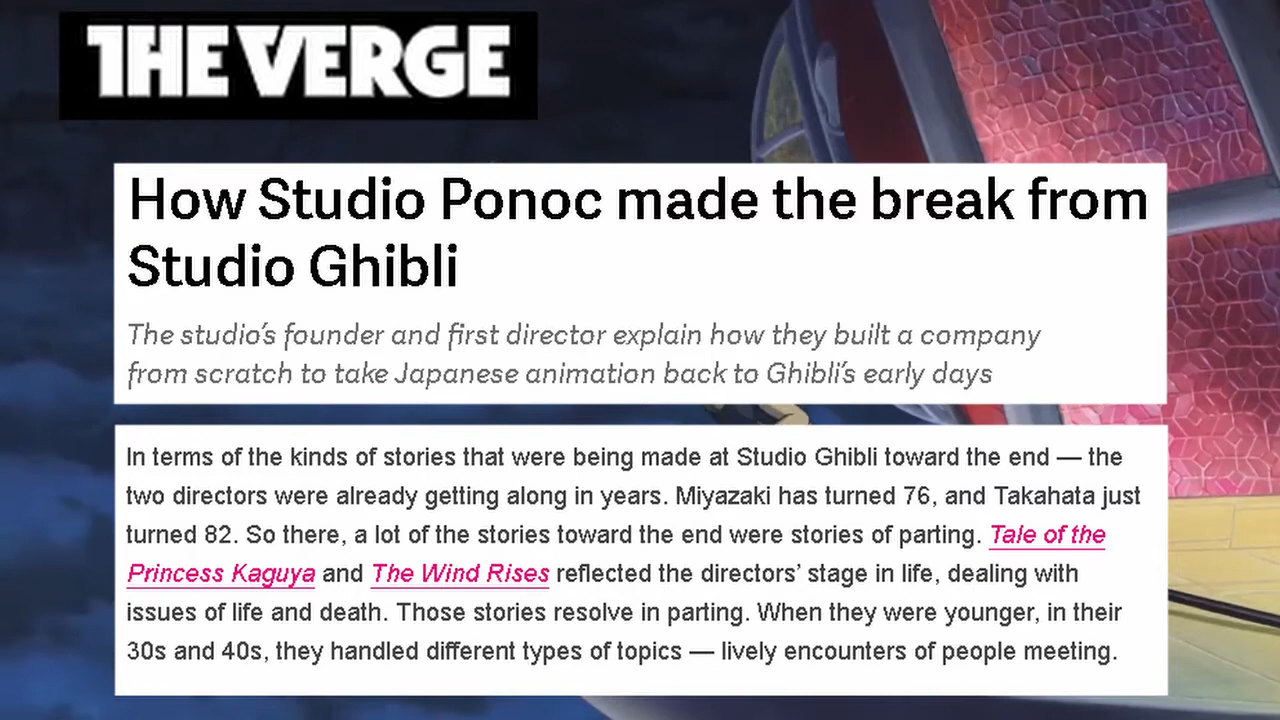 THE VERGE
How Studio Ponoc made the break from
Studio Ghibli
The studio's founder and first director explain how they built a company
from scratch to take Japanese animation back to Ghibli's early days
In terms of the kinds of stories that were being made at Studio Ghibli toward the end — the
two directors were already getting along in years. Miyazaki has turned 76, and Takahata just
turned 82. So there, a lot of the stories toward the end were stories of parting. Tale of the
Princess Kaguya and The Wind Rises reflected the directors' stage in life, dealing with
issues of life and death. Those stories resolve in parting. When they were younger, in their
30s and 40s, they handled different types of topics — lively encounters of people meeting.